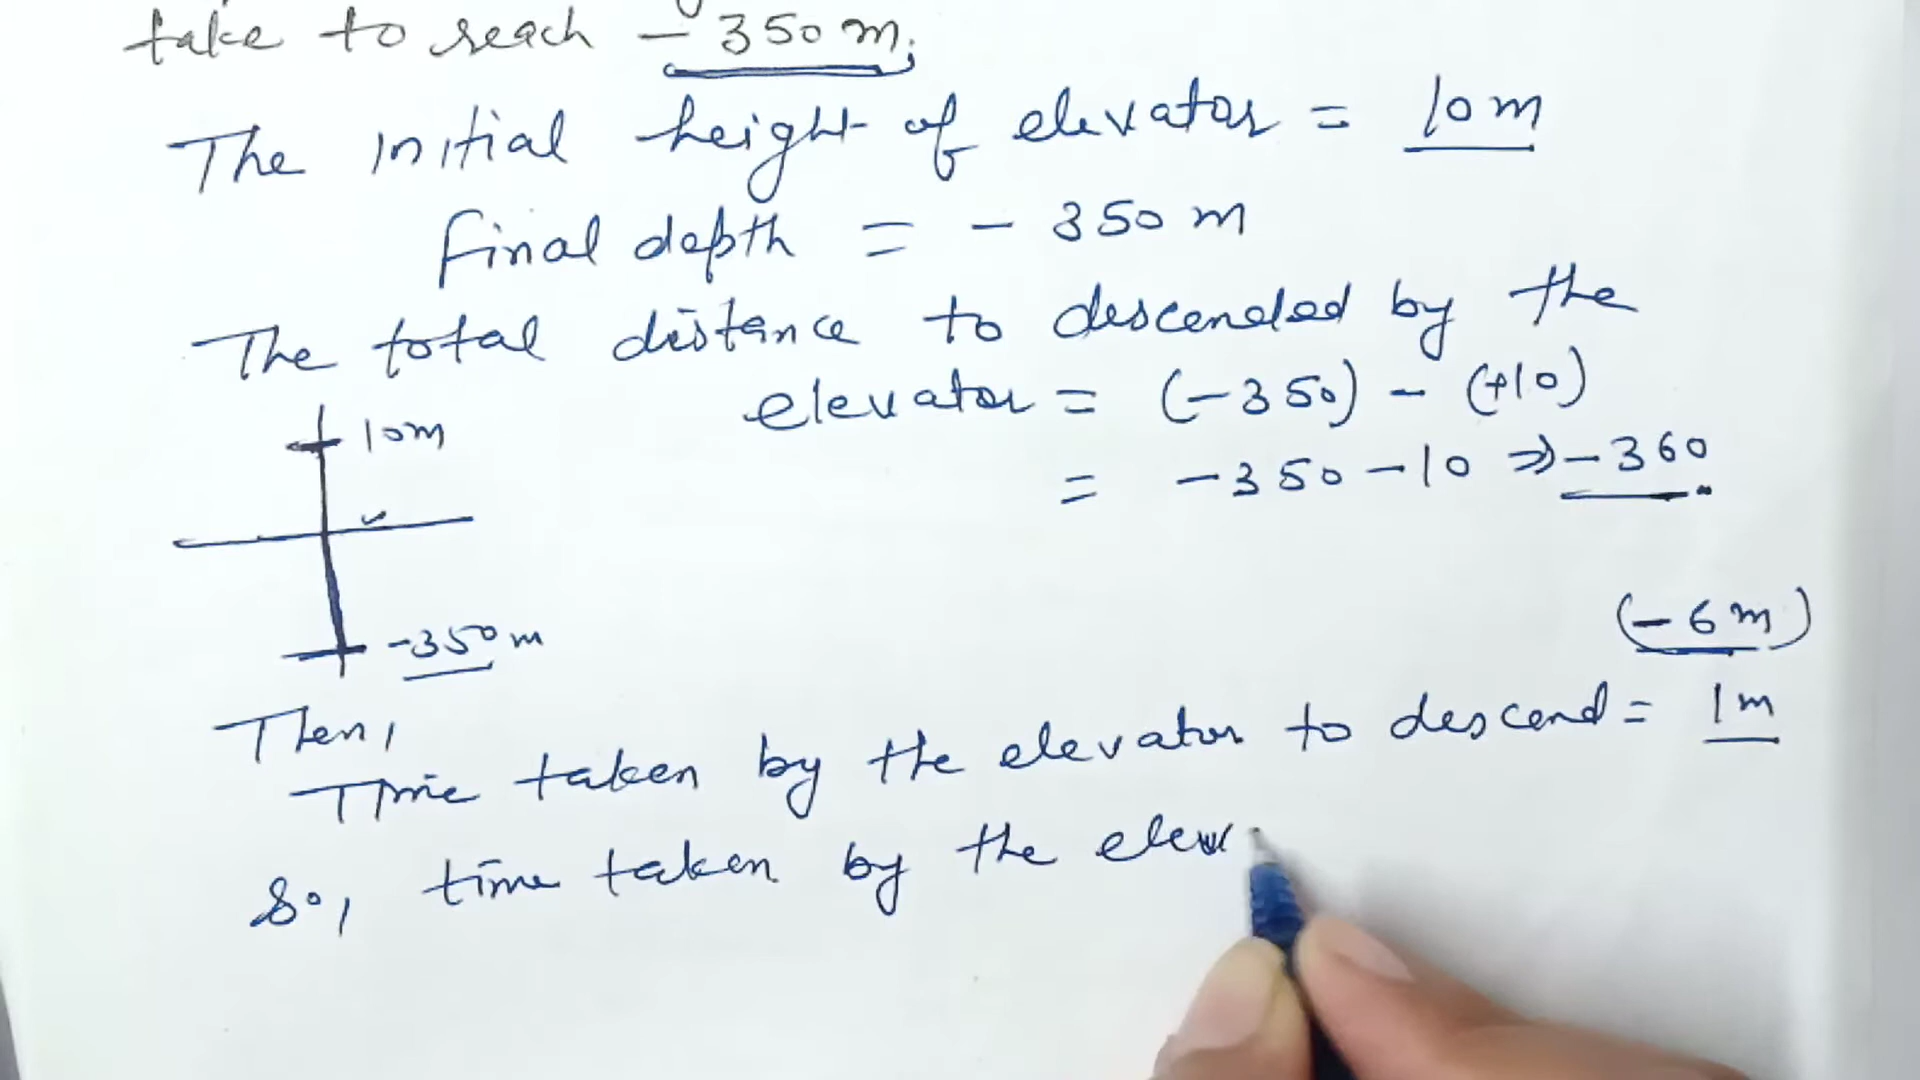 take to reach - 350 m.
The initial height of elevator = 10m
final depth = - 350 m
The total distance to descended by the
elevator = (-350) - (+10)
= -350 -10 ⇒ -360.
10m
-350 m
(-6 m)
Then,
Time taken by the elevator to descend = 1m
So, time taken by the elev